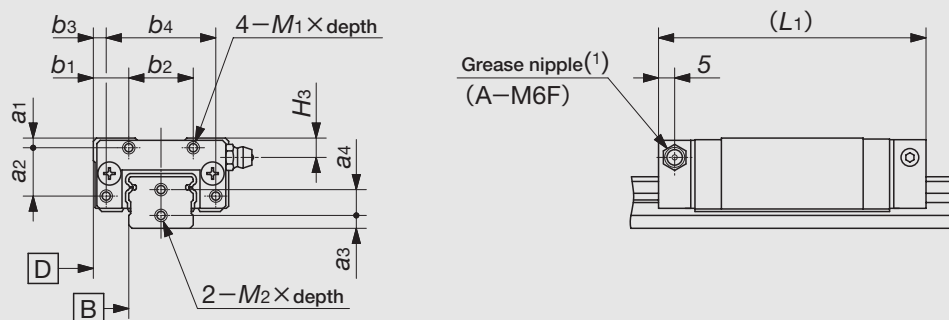 b3 b4 4−M1×depth
b1 b2
a1
a2
H3
a4
a3
D
B
2−M2×depth
(L1)
5
Grease nipple(1)
(A−M6F)